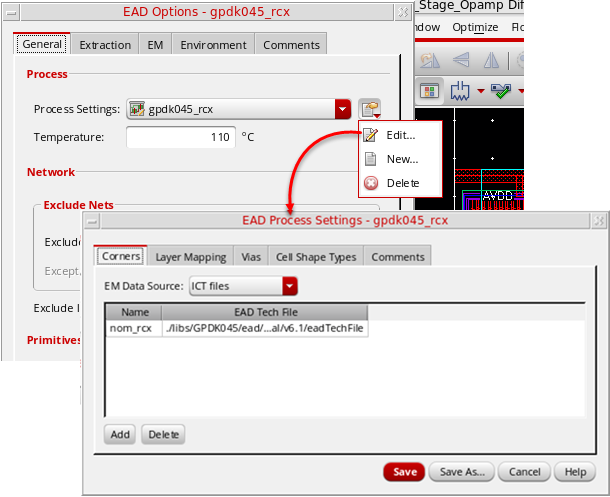 EAD Options - gpdk045_rcx
_Stage_Opamp Dif
General Extraction EM Environment Comments
ndow Optimize Flo
Process
Process Settings: gpdk045_rcx
Temperature: 110 °C
Edit...
New...
Delete
Network
AVDD
Exclude Nets
EAD Process Settings - gpdk045_rcx
Exclude
Except.
Exclude I
Primitives
Corners Layer Mapping Vias Cell Shape Types Comments
EM Data Source: ICT files
Name EAD Tech File
nom_rcx ./libs/GPDK045/ead/...al/v6.1/eadTechFile
Add Delete
Save Save As... Cancel Help